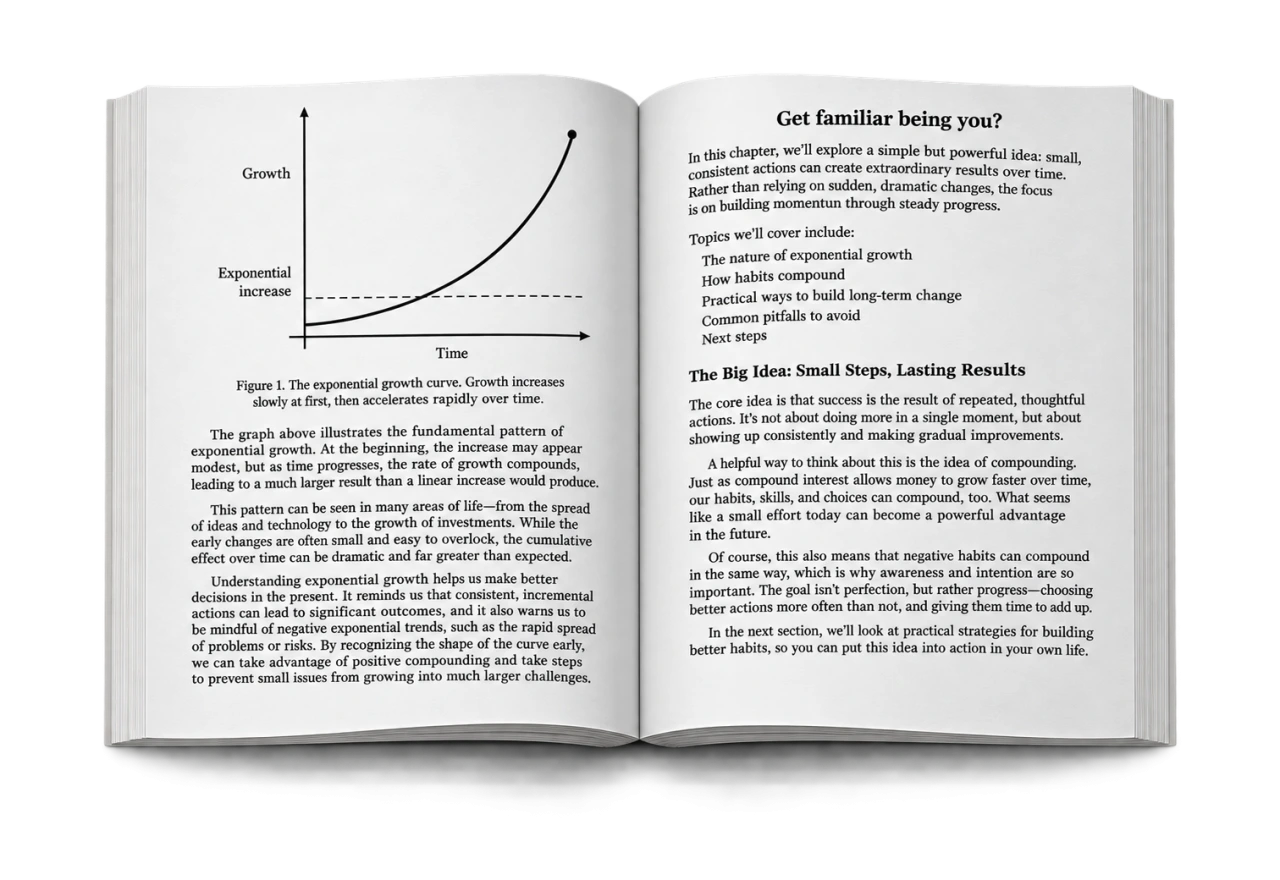 Growth
Exponential
increase
Time
Figure 1. The exponential growth curve. Growth increases
slowly at first, then accelerates rapidly over time.
The graph above illustrates the fundamental pattern of
exponential growth. At the beginning, the increase may appear
modest, but as time progresses, the rate of growth compounds,
leading to a much larger result than a linear increase would produce.
This pattern can be seen in many areas of life—from the spread
of ideas and technology to the growth of investments. While the
early changes are often small and easy to overlock, the cumulative
effect over time can be dramatic and far greater than expected.
Understanding exponential growth helps us make better
decisions in the present. It reminds us that consistent, incremental
actions can lead to significant outcomes, and it also warns us to
be mindful of negative exponential trends, such as the rapid spread
of problems or risks. By recognizing the shape of the curve early,
we can take advantage of positive compounding and take steps
to prevent small issues from growing into much larger challenges.
Get familiar being you?
In this chapter, we'll explore a simple but powerful idea: small,
consistent actions can create extraordinary results over time.
Rather than relying on sudden, dramatic changes, the focus
is on building momentun through steady progress.
Topics we'll cover include:
The nature of exponential growth
How habits compound
Practical ways to build long-term change
Common pitfalls to avoid
Next steps
The Big Idea: Small Steps, Lasting Results
The core idea is that success is the result of repeated, thoughtful
actions. It's not about doing more in a single moment, but about
showing up consistently and making gradual improvements.
A helpful way to think about this is the idea of compounding.
Just as compound interest allows money to grow faster over time,
our habits, skills, and choices can compound, too. What seems
like a small effort today can become a powerful advantage
in the future.
Of course, this also means that negative habits can compound
in the same way, which is why awareness and intention are so
important. The goal isn't perfection, but rather progress—choosing
better actions more often than not, and giving them time to add up.
In the next section, we'll look at practical strategies for building
better habits, so you can put this idea into action in your own life.